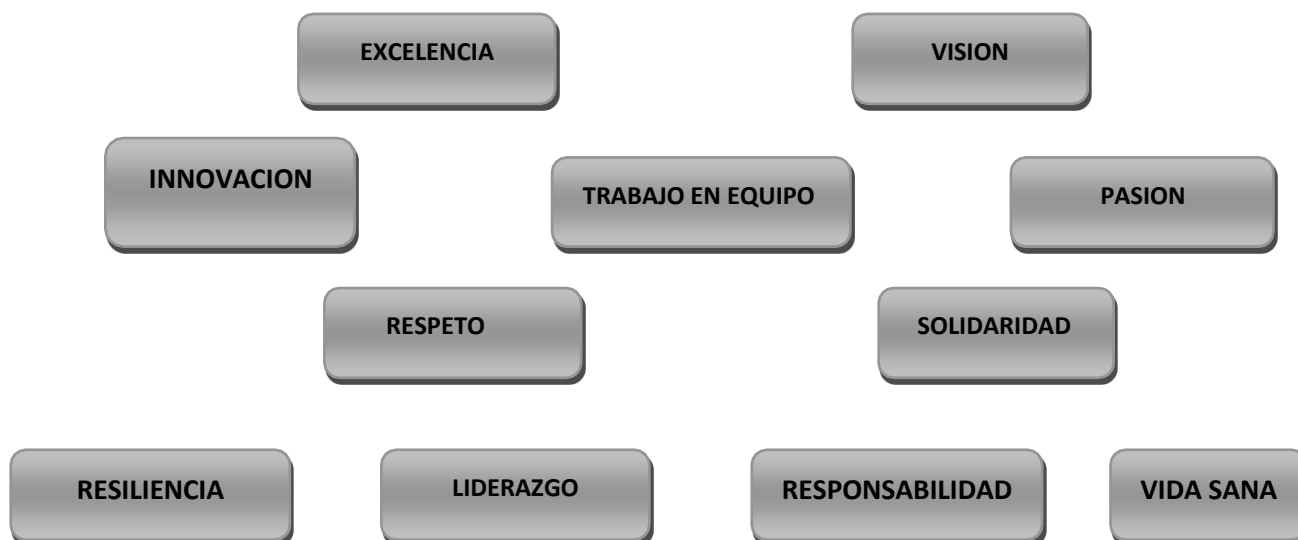 EXCELENCIA
VISION
INNOVACION
TRABAJO EN EQUIPO
PASION
RESPETO
SOLIDARIDAD
RESILIENCIA
LIDERAZGO
RESPONSABILIDAD
VIDA SANA